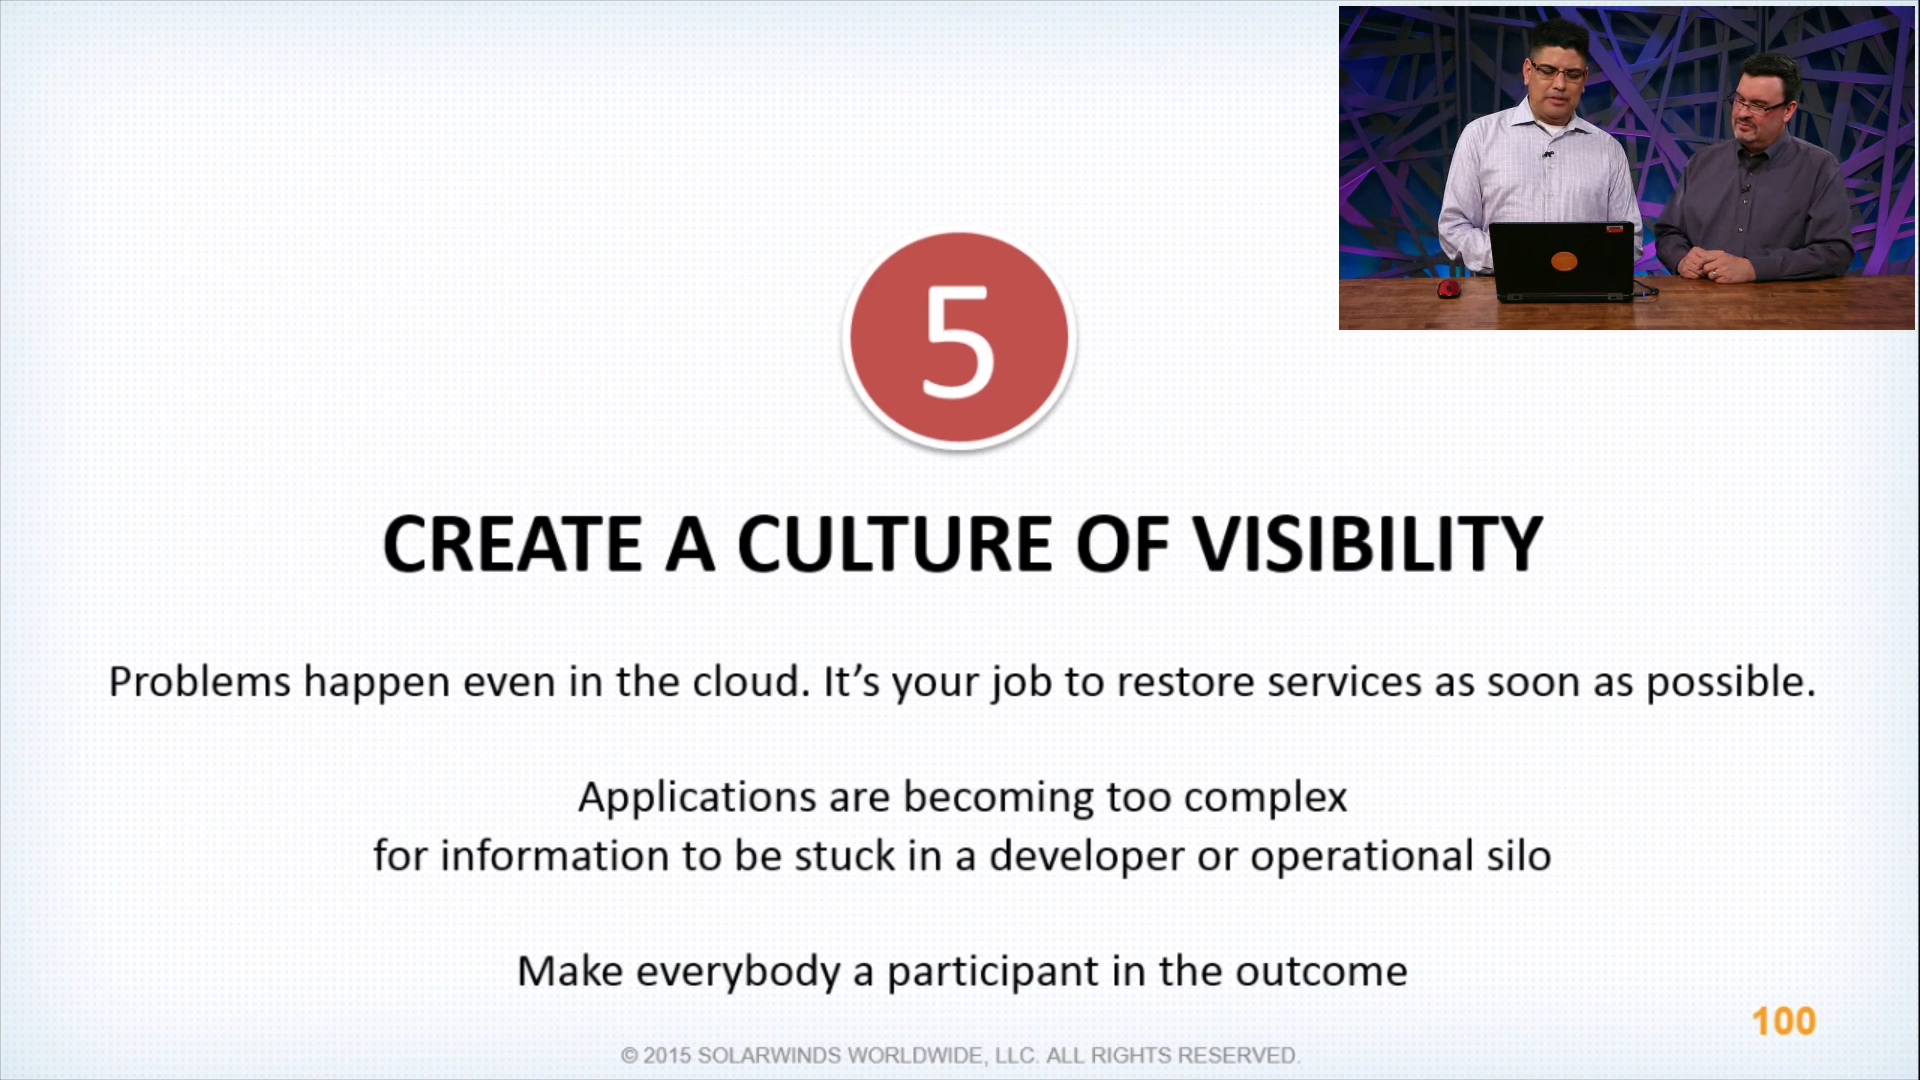 5
CREATE A CULTURE OF VISIBILITY
Problems happen even in the cloud. It’s your job to restore services as soon as possible.
Applications are becoming too complex
for information to be stuck in a developer or operational silo
Make everybody a participant in the outcome
100
© 2015 SOLARWINDS WORLDWIDE, LLC. ALL RIGHTS RESERVED.